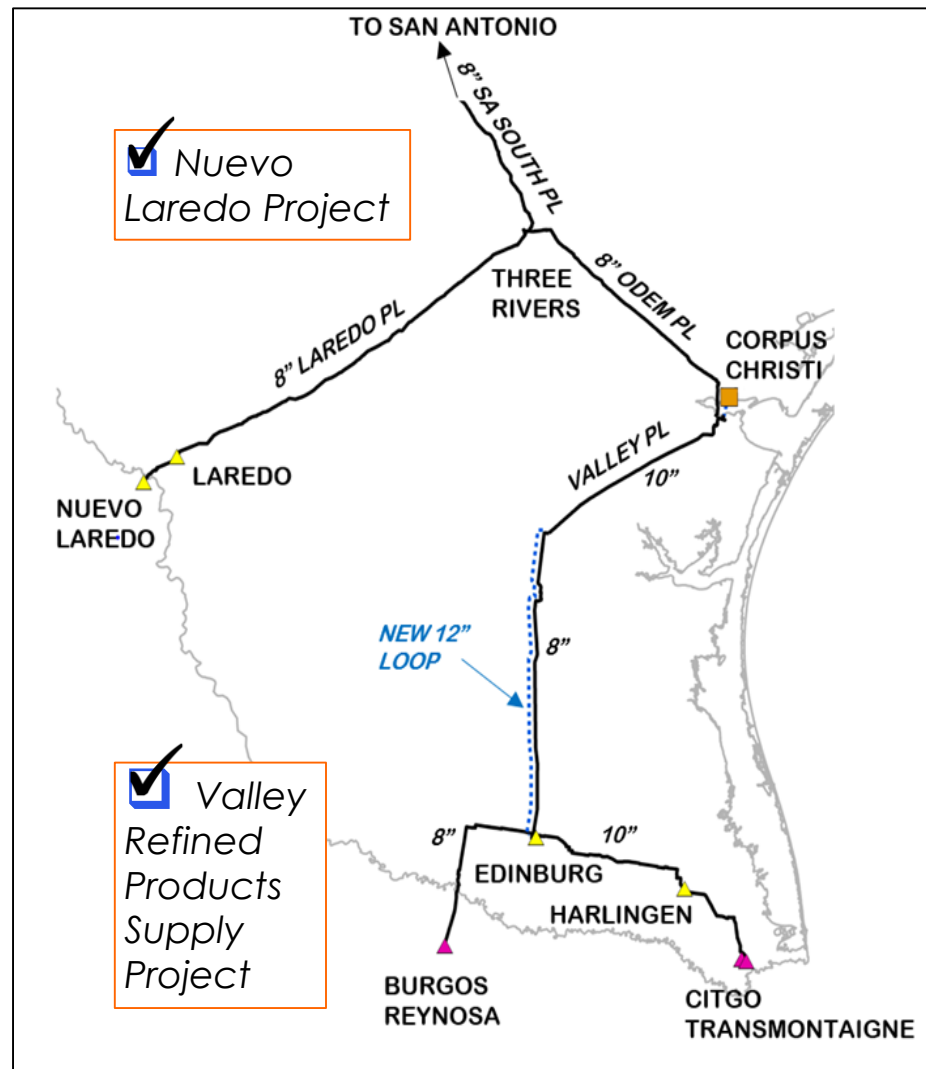 TO SAN ANTONIO
8” SA SOUTH PL
Nuevo
Laredo Project
THREE
RIVERS
8” ODEM PL
CORPUS
CHRISTI
8” LAREDO PL
VALLEY PL
10”
LAREDO
NUEVO
LAREDO
NEW 12”
LOOP
8”
Valley
Refined
Products
Supply
Project
8”
10”
EDINBURG
HARLINGEN
BURGOS
REYNOSA
CITGO
TRANSMONTAIGNE